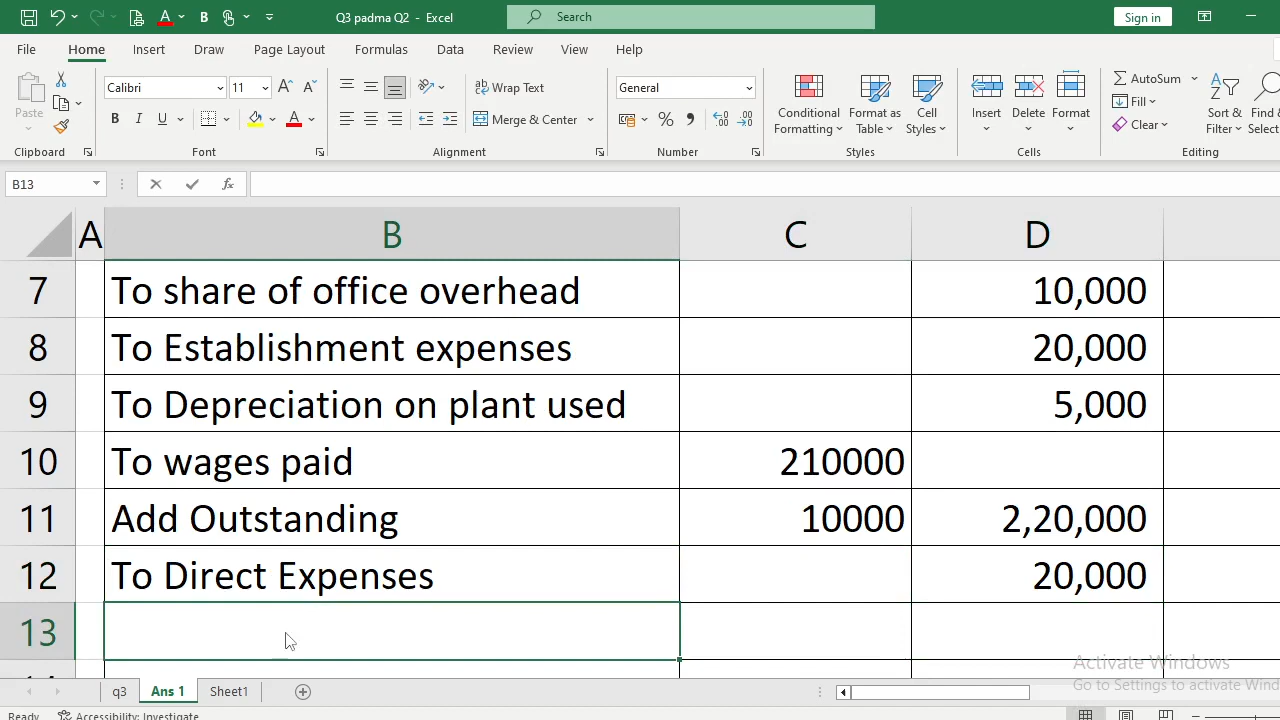 Q3 padma Q2 - Excel
Search
Sign in
File Home Insert Draw Page Layout Formulas Data Review View Help
Paste
Clipboard
Calibri 11
B I U
Font
Wrap Text
Merge & Center
Alignment
General
Number
Conditional Formatting
Format as Table
Cell Styles
Styles
Insert Delete Format
Cells
AutoSum
Fill
Clear
Sort & Filter
Find &
Select
Editing
B13
fx
A B C D
7 To share of office overhead 10,000
8 To Establishment expenses 20,000
9 To Depreciation on plant used 5,000
10 To wages paid 210000
11 Add Outstanding 10000 2,20,000
12 To Direct Expenses 20,000
13
Activate Windows
Go to Settings to activate Wind
q3 Ans 1 Sheet1
Ready Accessibility: Investigate